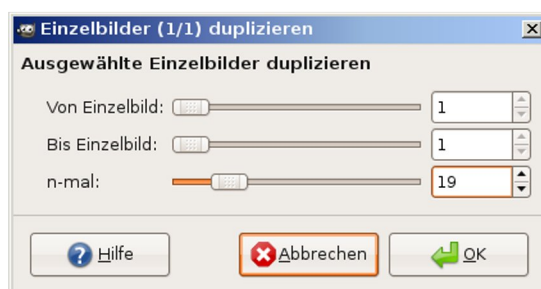 Einzelbilder (1/1) duplizieren
Ausgewählte Einzelbilder duplizieren
Von Einzelbild: 1
Bis Einzelbild: 1
n-mal: 19
Hilfe Abbrechen OK